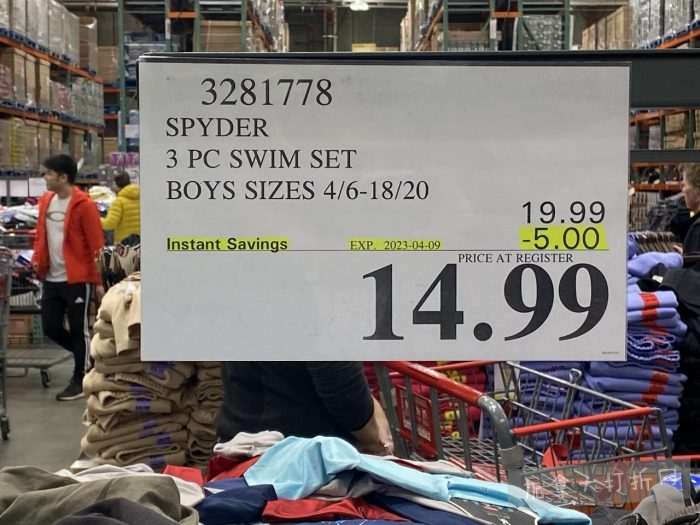 3281778
SPYDER
3 PC SWIM SET
BOYS SIZES 4/6-18/20
19.99
Instant Savings EXP. 2023-04-09 -5.00
PRICE AT REGISTER
14.99